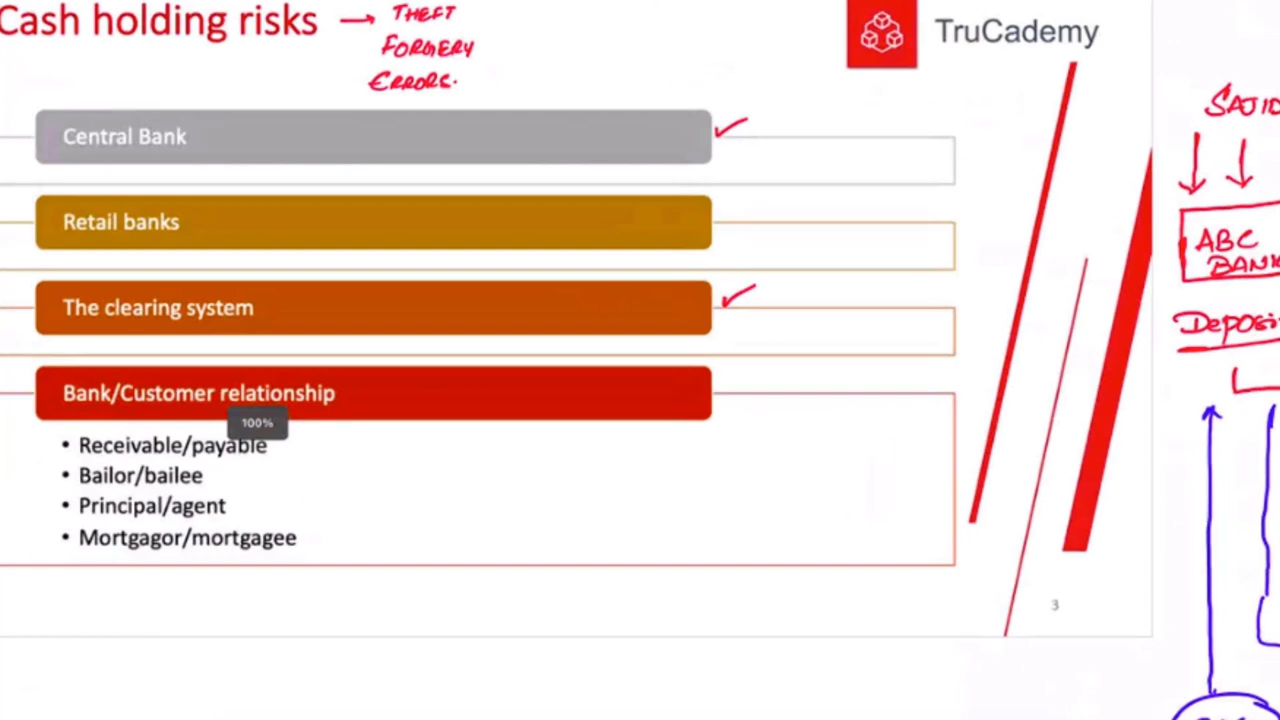 Cash holding risks → THEFT
FORGERY
ERRORS.
TruCademy
Central Bank
Retail banks
The clearing system
Bank/Customer relationship
100%
• Receivable/payable
• Bailor/bailee
• Principal/agent
• Mortgagor/mortgagee
3
ABC
BANK